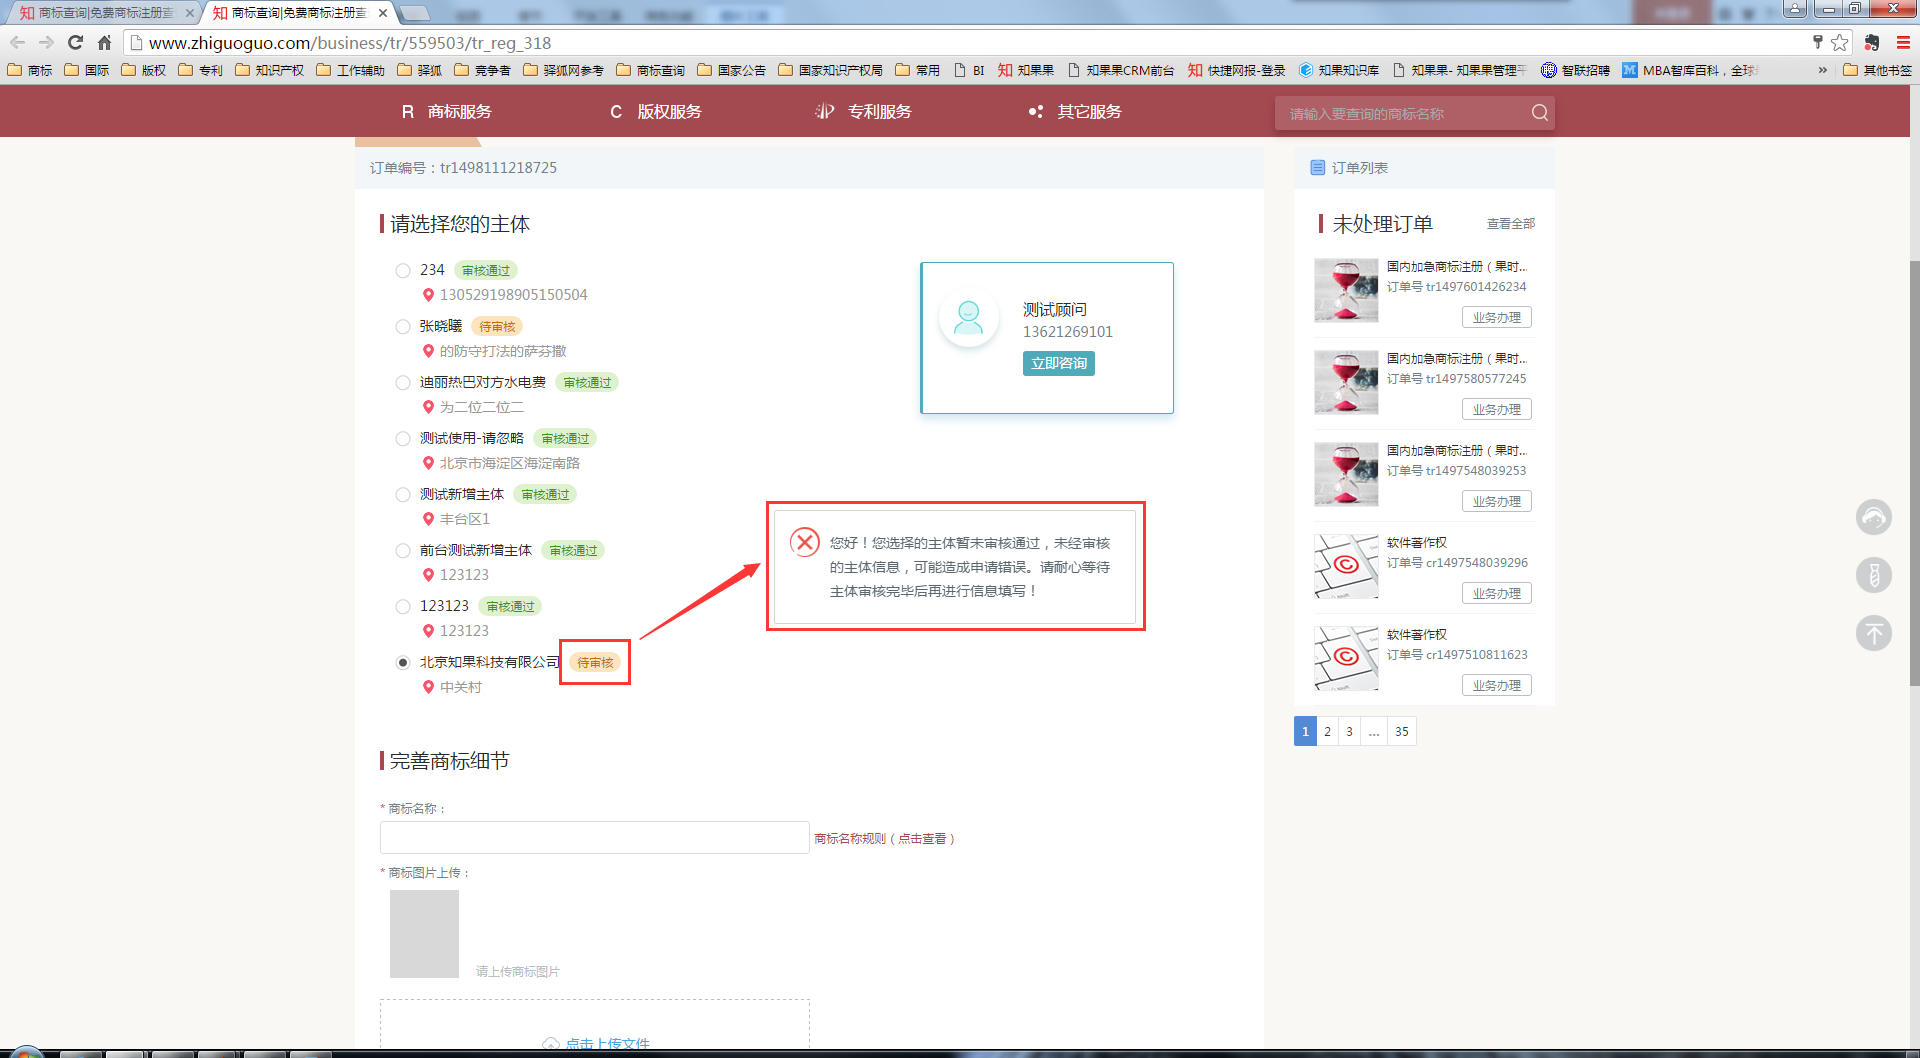 知 商标查询|免费商标注册查
知 商标查询|免费商标注册查
www.zhiguoguo.com/business/tr/559503/tr_reg_318
商标 国际 版权 专利 知识产权 工作辅助 驿狐 竞争者 驿狐网参考 商标查询 国家公告 国家知识产权局 常用 BI 知 知果果 知果果CRM前台 知 快捷网报-登录 知果知识库 知果果- 知果果管理平 智联招聘 MBA智库百科，全球 » 其他书签
R 商标服务
C 版权服务
专利服务
其它服务
请输入要查询的商标名称
订单编号：tr1498111218725
请选择您的主体
234 审核通过
130529198905150504
张晓曦 待审核
的防守打法的萨芬撒
迪丽热巴对方水电费 审核通过
为二位二位二
测试使用-请忽略 审核通过
北京市海淀区海淀南路
测试新增主体 审核通过
丰台区1
前台测试新增主体 审核通过
123123
123123 审核通过
123123
北京知果科技有限公司 待审核
中关村
测试顾问
13621269101
立即咨询
您好！您选择的主体暂未审核通过，未经审核
的主体信息，可能造成申请错误。请耐心等待
主体审核完毕后再进行信息填写！
完善商标细节
* 商标名称：
商标名称规则（点击查看）
* 商标图片上传：
请上传商标图片
点击上传文件
订单列表
未处理订单 查看全部
国内加急商标注册（果时...
订单号 tr1497601426234
业务办理
国内加急商标注册（果时...
订单号 tr1497580577245
业务办理
国内加急商标注册（果时...
订单号 tr1497548039253
业务办理
软件著作权
订单号 cr1497548039296
业务办理
软件著作权
订单号 cr1497510811623
业务办理
1 2 3 ... 35